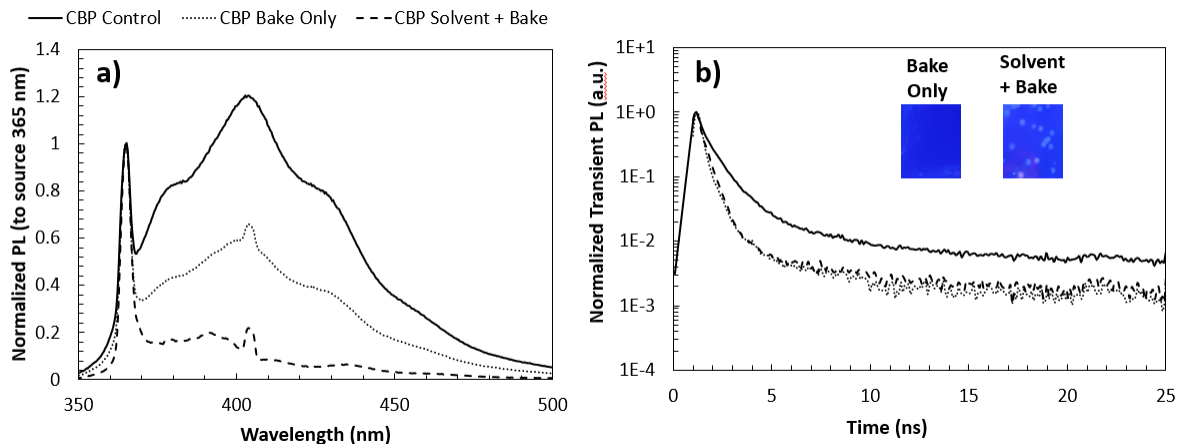 CBP Control CBP Bake Only CBP Solvent + Bake
a)
Normalized PL (to source 365 nm)
1.4
1.2
1
0.8
0.6
0.4
0.2
0
350 400 450 500
Wavelength (nm)
b)
Bake
Only
Solvent
+ Bake
Normalized Transient PL (a.u.)
1E+1
1E+0
1E-1
1E-2
1E-3
1E-4
0 5 10 15 20 25
Time (ns)